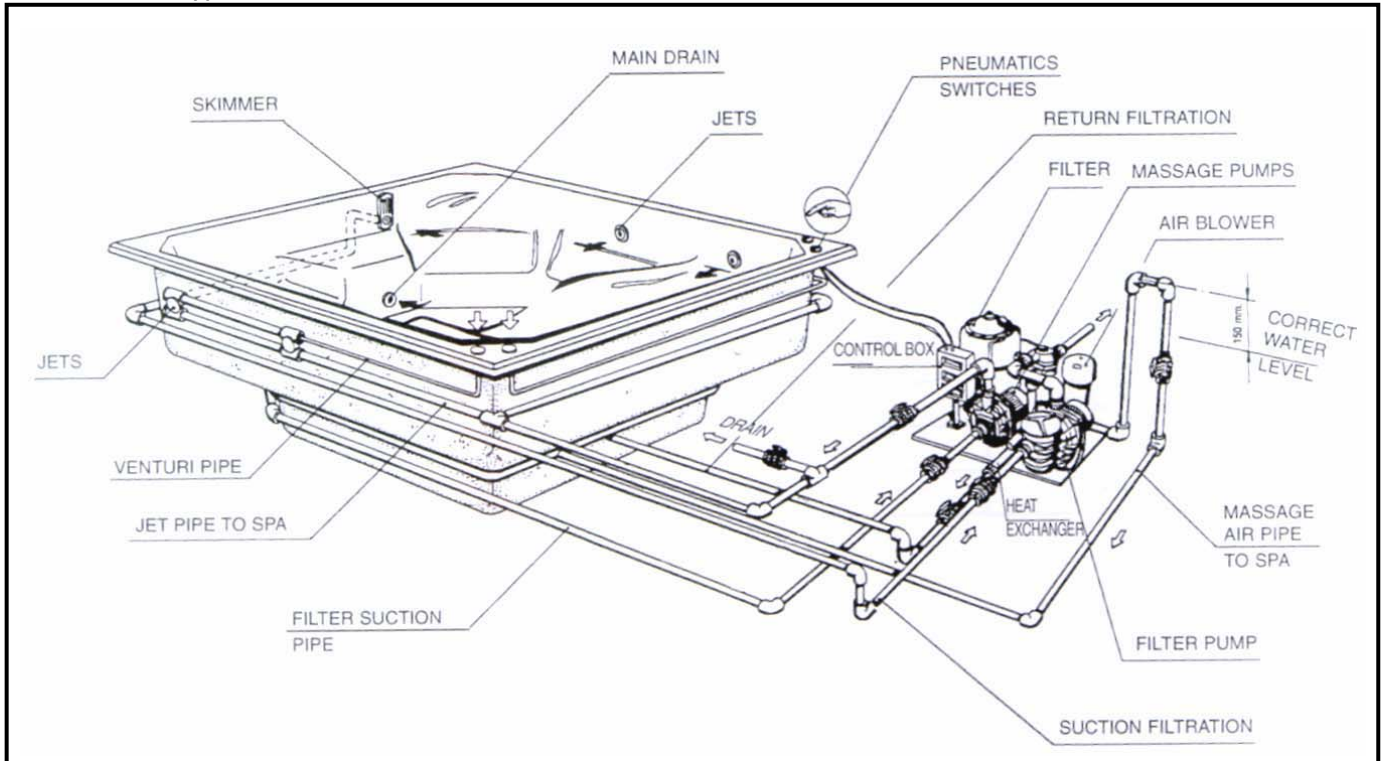 MAIN DRAIN
PNEUMATICS
SWITCHES
SKIMMER
JETS
RETURN FILTRATION
FILTER
MASSAGE PUMPS
AIR BLOWER
150 mm.
CORRECT
WATER
LEVEL
CONTROL BOX
JETS
DRAIN
VENTURI PIPE
JET PIPE TO SPA
HEAT
EXCHANGER
MASSAGE
AIR PIPE
TO SPA
FILTER SUCTION
PIPE
FILTER PUMP
SUCTION FILTRATION